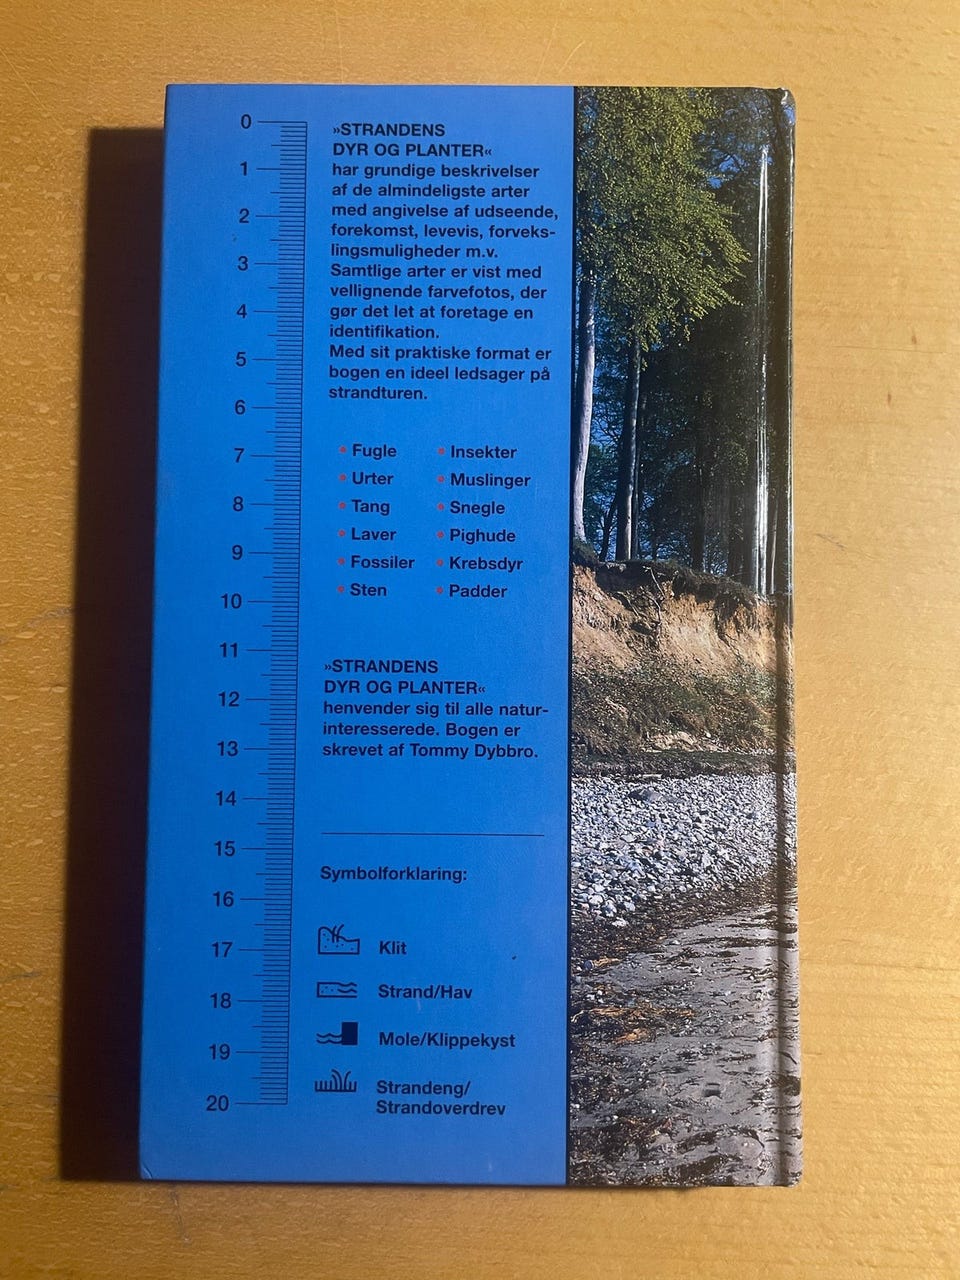 0
1
2
3
4
5
6
7
8
9
10
11
12
13
14
15
16
17
18
19
20
»STRANDENS
DYR OG PLANTER«
har grundige beskrivelser
af de almindeligste arter
med angivelse af udseende,
forekomst, levevis, forveks-
lingsmuligheder m.v.
Samtlige arter er vist med
vellignende farvefotos, der
gør det let at foretage en
identifikation.
Med sit praktiske format er
bogen en ideel ledsager på
strandturen.
• Fugle
• Urter
• Tang
• Laver
• Fossiler
• Sten
• Insekter
• Muslinger
• Snegle
• Pighude
• Krebsdyr
• Padder
»STRANDENS
DYR OG PLANTER«
henvender sig til alle natur-
interesserede. Bogen er
skrevet af Tommy Dybbro.
Symbolforklaring:
Klit
Strand/Hav
Mole/Klippekyst
Strandeng/
Strandoverdrev